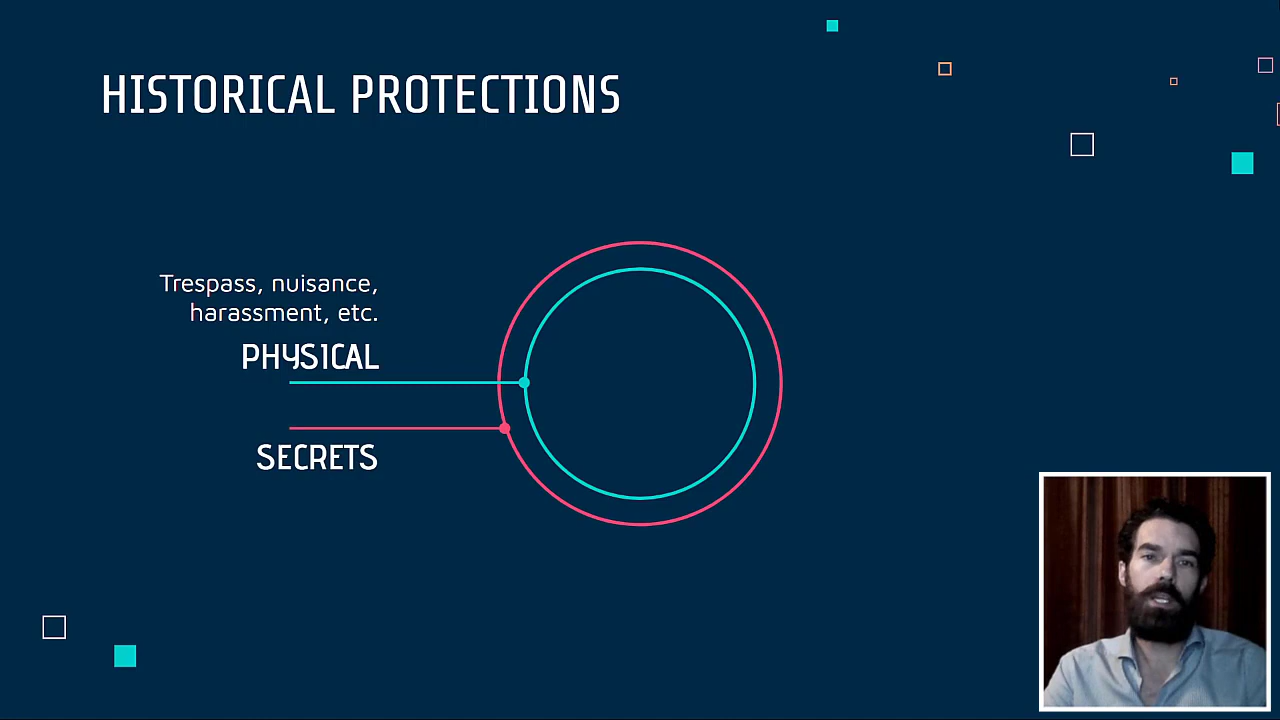 HISTORICAL PROTECTIONS
Trespass, nuisance,
harassment, etc.
PHYSICAL
SECRETS